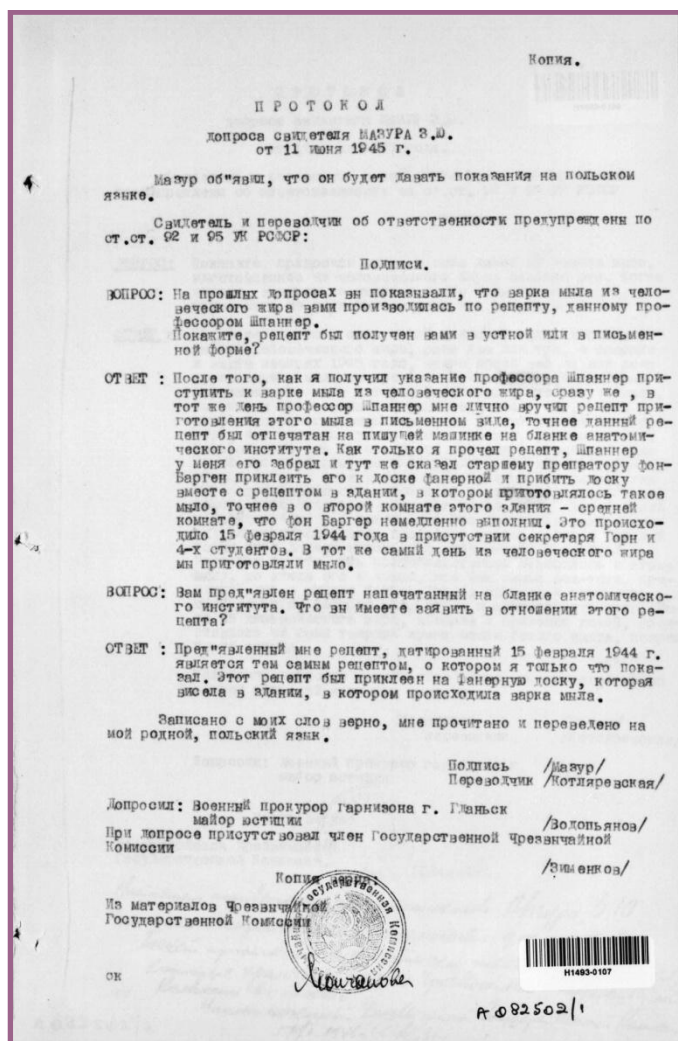 Копия.
П Р О Т О К О Л
допроса свидетеля МАЗУРА З.Ю.
от 11 июня 1945 г.
Мазур об"явил, что он будет давать показания на польском
языке.
Свидетель и переводчик об ответственности предупреждены по
ст.ст. 92 и 95 УК РСФСР:
Подписи.
ВОПРОС: На прошлых допросах вы показывали, что варка мыла из чело-
веческого жира вами производилась по рецепту, данному про-
фессором Шпаннер.
Покажите, рецепт был получен вами в устной или в письмен-
ной форме?
ОТВЕТ : После того, как я получил указание профессора Шпаннер при-
ступить к варке мыла из человеческого жира, сразу же , в
тот же день профессор Шпаннер мне лично вручил рецепт при-
готовления этого мыла в письменном виде, точнее данный ре-
цепт был отпечатан на пишущей машинке на бланке анатоми-
ческого института. Как только я прочел рецепт, Шпаннер
у меня его забрал и тут же сказал старшему препратору фон-
Барген приклеить его к доске фанерной и прибить доску
вместе с рецептом в здании, в котором приготовлялось такое
мыло, точнее в о второй комнате этого здания - средней
комнате, что фон Баргер немедленно выполнил. Это происхо-
дило 15 февраля 1944 года в присутствии секретаря Горн и
4-х студентов. В тот же самый день из человеческого жира
мы приготовляли мыло.
ВОПРОС: Вам пред"явлен рецепт напечатанный на бланке анатомическо-
го института. Что вы имеете заявить в отношении этого ре-
цепта?
ОТВЕТ : Пред"явленный мне рецепт, датированный 15 февраля 1944 г.
является тем самым рецептом, о котором я только что пока-
зал. Этот рецепт был приклеен на фанерную доску, которая
висела в здании, в котором происходила варка мыла.
Записано с моих слов верно, мне прочитано и переведено на
мой родной, польский язык.
Подпись /Мазур/
Переводчик /Котляревская/
Допросил: Военный прокурор гарнизона г. Гданьск
майор юстиции /Водопьянов/
При допросе присутствовал член Государственной Чрезвычайной
Комиссии
/Зименков/
Копия верна:
Из материалов Чрезвычайной
Государственной Комиссии
ск
H1493-0107
A 082502/1